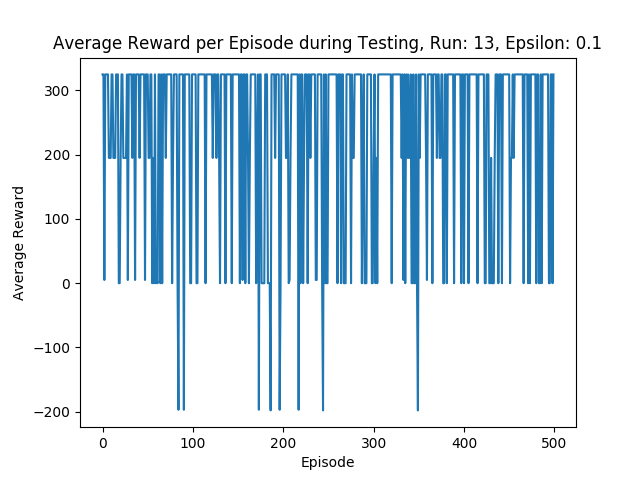 Average Reward per Episode during Testing, Run: 13, Epsilon: 0.1
Average Reward
300
200
100
0
−100
−200
0 100 200 300 400 500
Episode